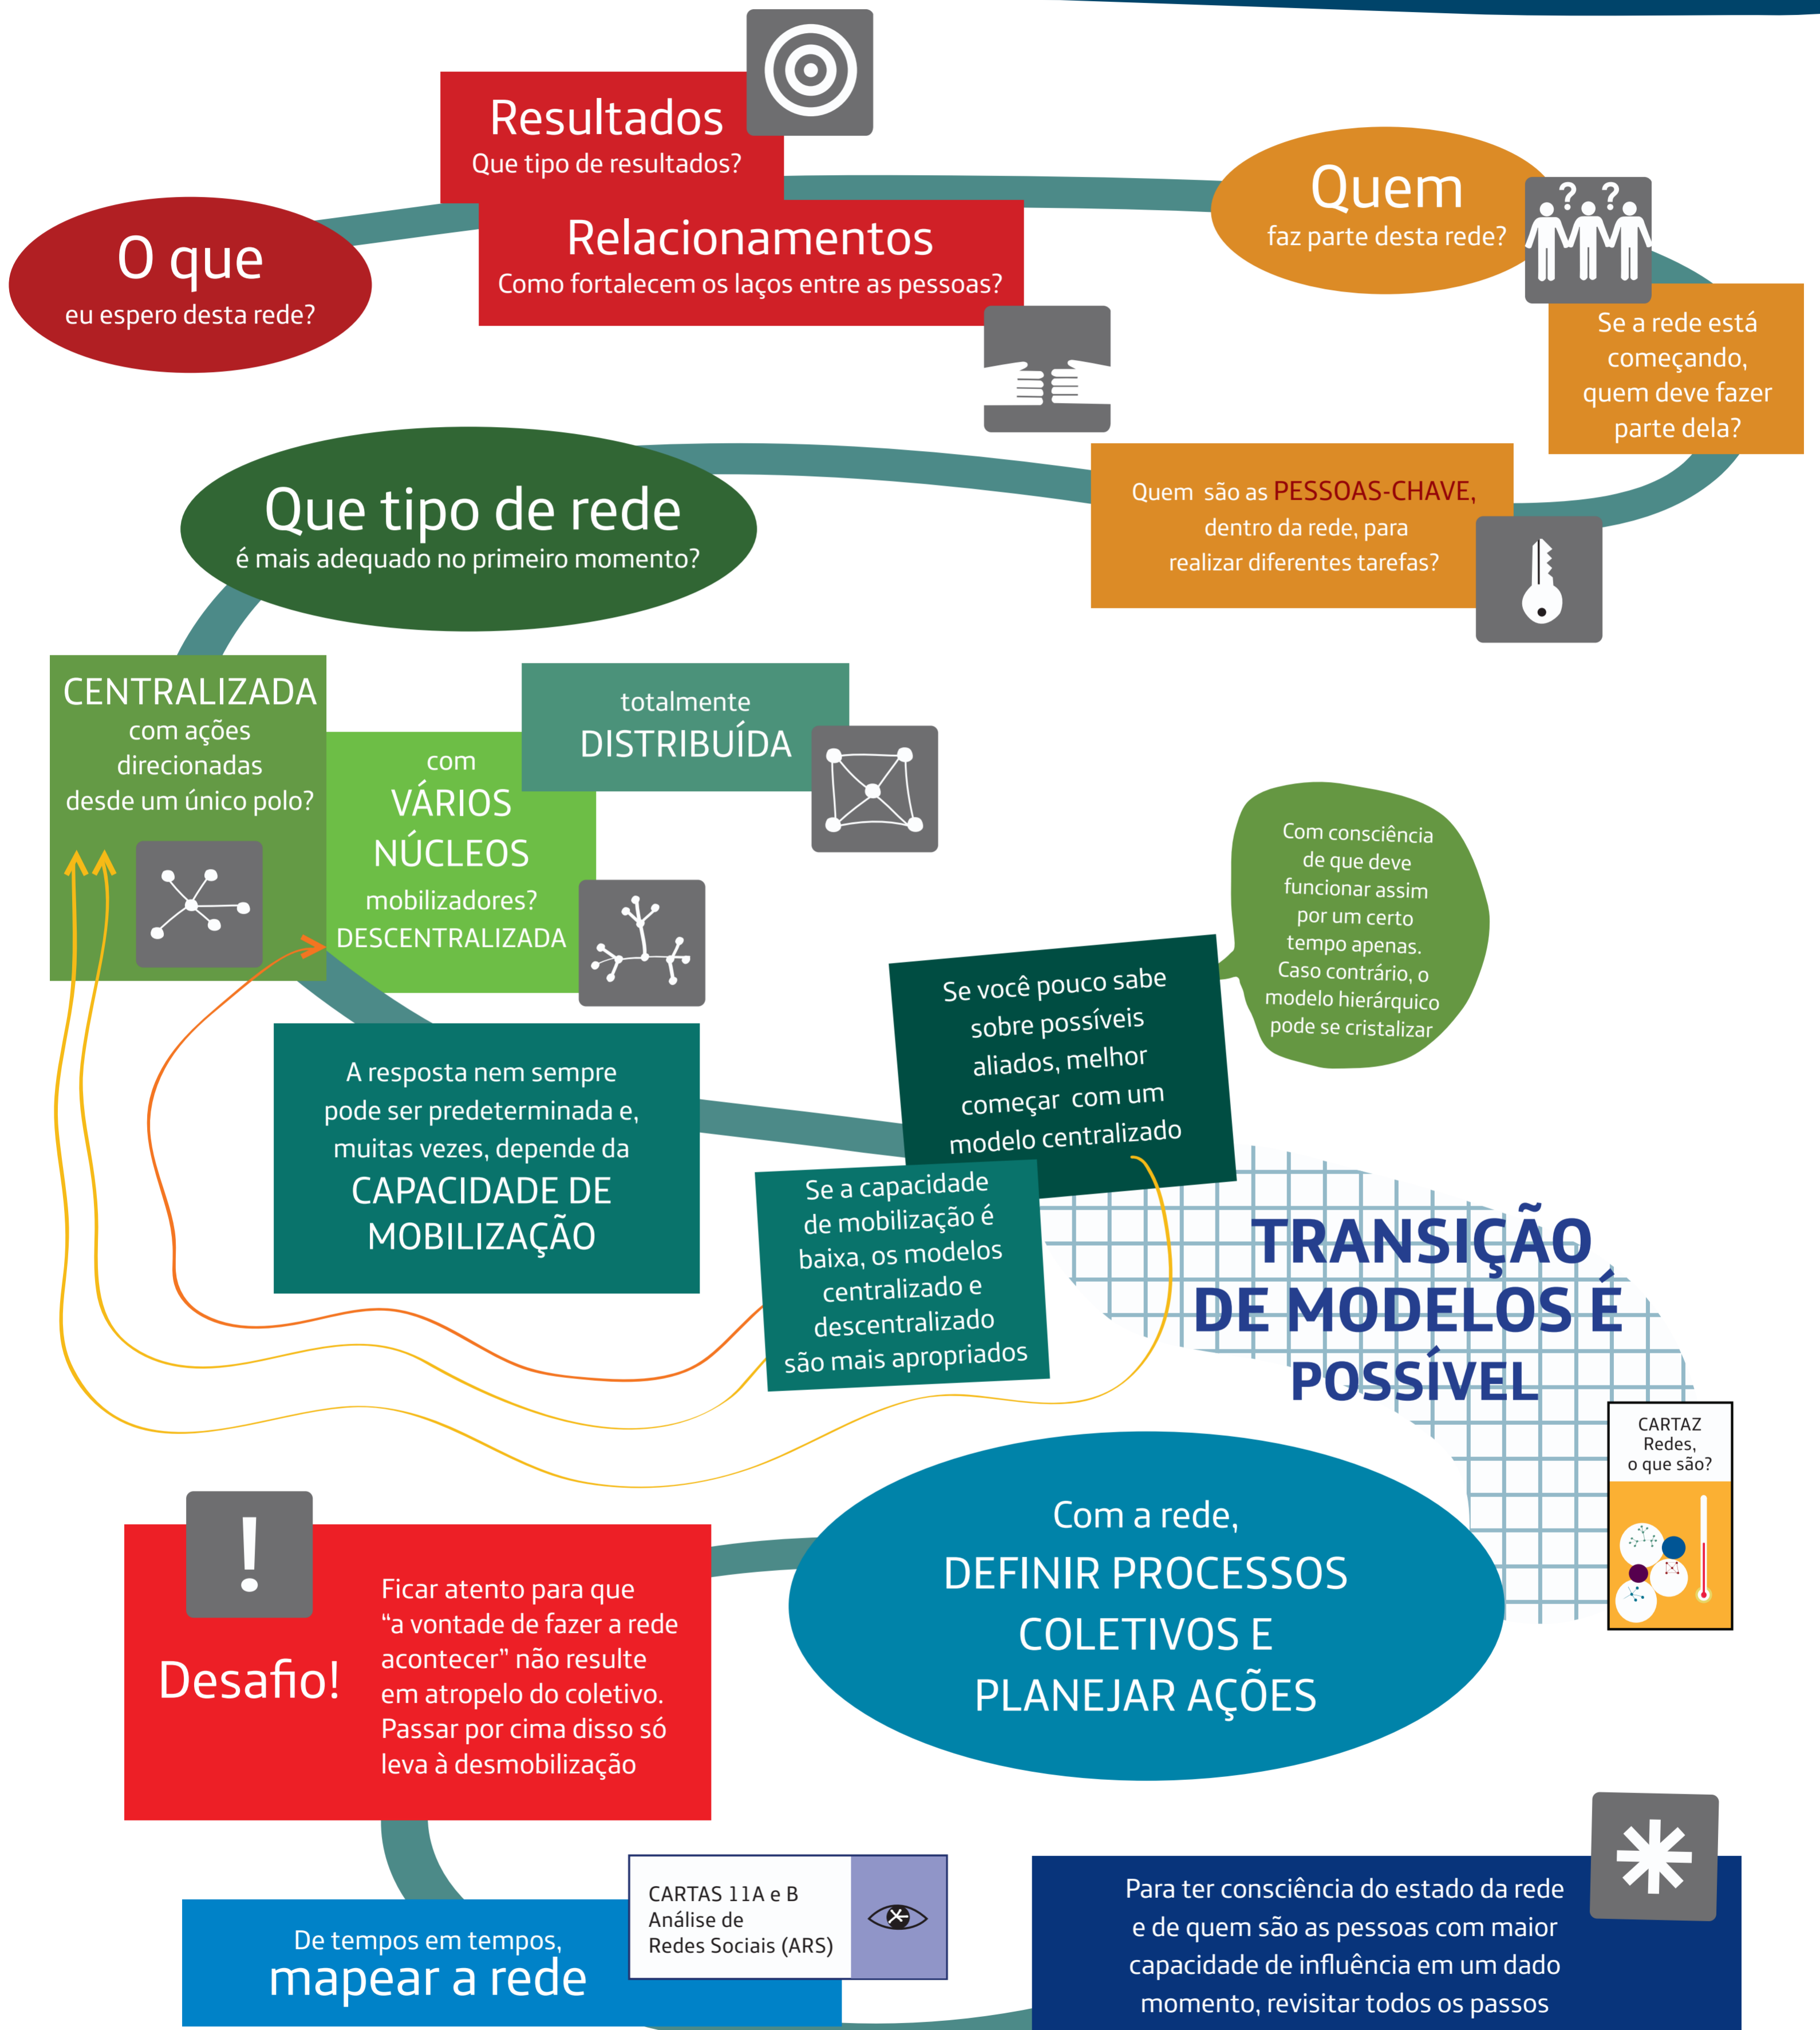 O que
eu espero desta rede?
Resultados
Que tipo de resultados?
Relacionamentos
Como fortalecem os laços entre as pessoas?
Quem
faz parte desta rede?
? ?
Se a rede está
começando,
quem deve fazer
parte dela?
Quem são as PESSOAS-CHAVE,
dentro da rede, para
realizar diferentes tarefas?
Que tipo de rede
é mais adequado no primeiro momento?
CENTRALIZADA
com ações
direcionadas
desde um único polo?
com
VÁRIOS
NÚCLEOS
mobilizadores?
DESCENTRALIZADA
totalmente
DISTRIBUÍDA
A resposta nem sempre
pode ser predeterminada e,
muitas vezes, depende da
CAPACIDADE DE
MOBILIZAÇÃO
Se você pouco sabe
sobre possíveis
aliados, melhor
começar com um
modelo centralizado
Com consciência
de que deve
funcionar assim
por um certo
tempo apenas.
Caso contrário, o
modelo hierárquico
pode se cristalizar
Se a capacidade
de mobilização é
baixa, os modelos
centralizado e
descentralizado
são mais apropriados
TRANSIÇÃO
DE MODELOS É
POSSÍVEL
CARTAZ
Redes,
o que são?
Com a rede,
DEFINIR PROCESSOS
COLETIVOS E
PLANEJAR AÇÕES
!
Desafio!
Ficar atento para que
“a vontade de fazer a rede
acontecer” não resulte
em atropelo do coletivo.
Passar por cima disso só
leva à desmobilização
De tempos em tempos,
mapear a rede
CARTAS 11A e B
Análise de
Redes Sociais (ARS)
Para ter consciência do estado da rede
e de quem são as pessoas com maior
capacidade de influência em um dado
momento, revisitar todos os passos